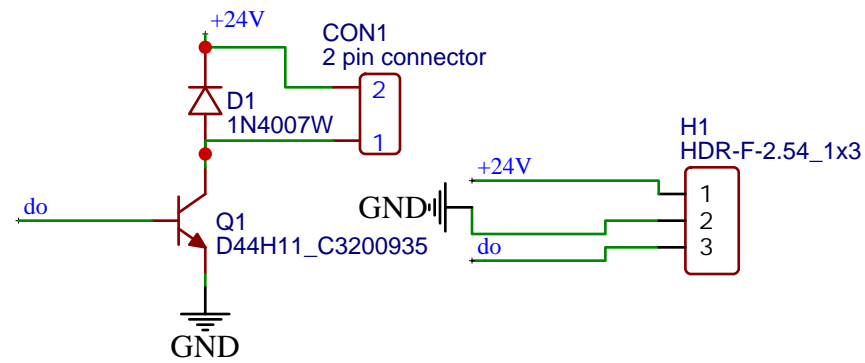 +24V
CON1
2 pin connector
2
D1
1N4007W
1
H1
HDR-F-2.54_1x3
+24V
1
GND
2
do
Q1
D44H11_C3200935
do
3
GND